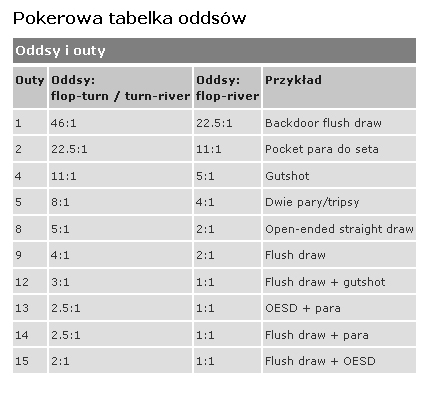 Pokerowa tabelka oddsów
Oddsy i outy
Outy Oddsy: flop-turn / turn-river Oddsy: flop-river Przykład
1 46:1 22.5:1 Backdoor flush draw
2 22.5:1 11:1 Pocket para do seta
4 11:1 5:1 Gutshot
5 8:1 4:1 Dwie pary/tripsy
8 5:1 2:1 Open-ended straight draw
9 4:1 2:1 Flush draw
12 3:1 1:1 Flush draw + gutshot
13 2.5:1 1:1 OESD + para
14 2.5:1 1:1 Flush draw + para
15 2:1 1:1 Flush draw + OESD